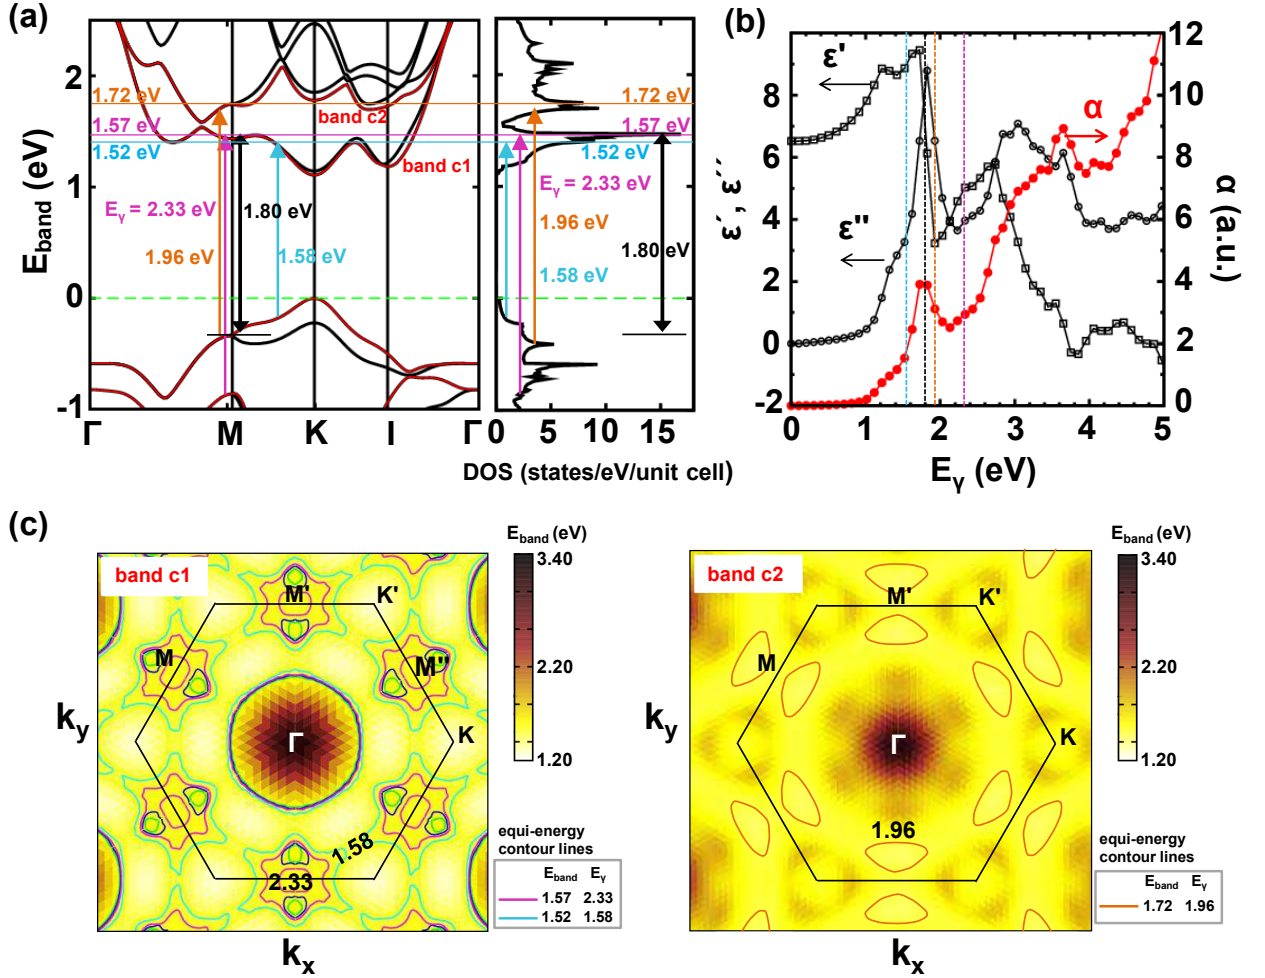 (a)
E_band (eV)
2
1
0
-1
1.72 eV
1.57 eV
1.52 eV
band c2
band c1
E_γ = 2.33 eV
1.96 eV
1.80 eV
1.58 eV
Γ M K Γ
1.72 eV
1.57 eV
1.52 eV
E_γ = 2.33 eV
1.96 eV
1.80 eV
1.58 eV
0 5 10 15
DOS (states/eV/unit cell)
(b)
ε′, ε′′
8
6
4
2
0
-2
ε'
ε''
α
12
10
8
6
4
2
0
α (a.u.)
0 1 2 3 4 5
E_γ (eV)
(c)
band c1
M'
K'
M
M''
Γ
K
1.58
2.33
k_y
k_x
E_band (eV)
3.40
2.20
1.20
equi-energy
contour lines
E_band E_γ
1.57 2.33
1.52 1.58
band c2
M'
K'
M
Γ
K
1.96
k_y
k_x
E_band (eV)
3.40
2.20
1.20
equi-energy
contour lines
E_band E_γ
1.72 1.96